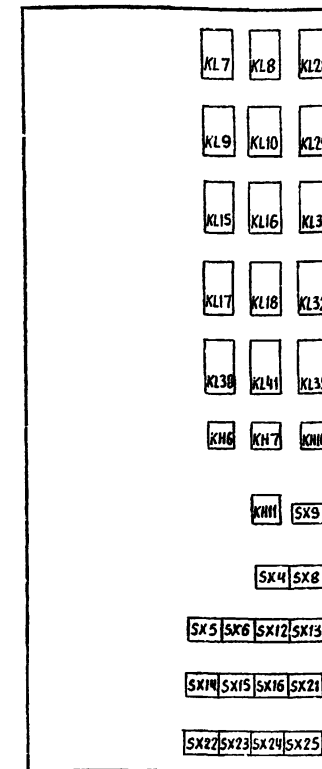 KL7 KL8
KL9 KL10
KL15 KL16
KL17 KL18
KL41
KH6 KH7
KH11 SX9
SX4 SX8
SX5 SX6 SX12 SX13
SX14 SX15 SX16 SX21
SX22 SX23 SX24 SX25